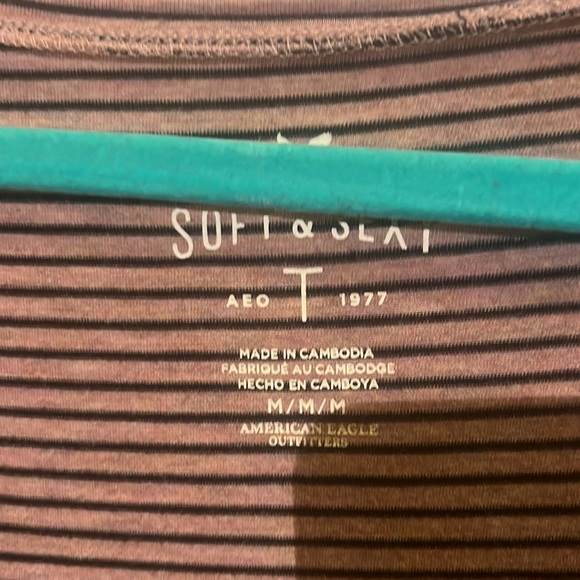 SOFT & SEXY
T
AEO 1977
MADE IN CAMBODIA
FABRIQUÉ AU CAMBODGE
HECHO EN CAMBOYA
M/M/M
AMERICAN EAGLE
OUTFITTERS